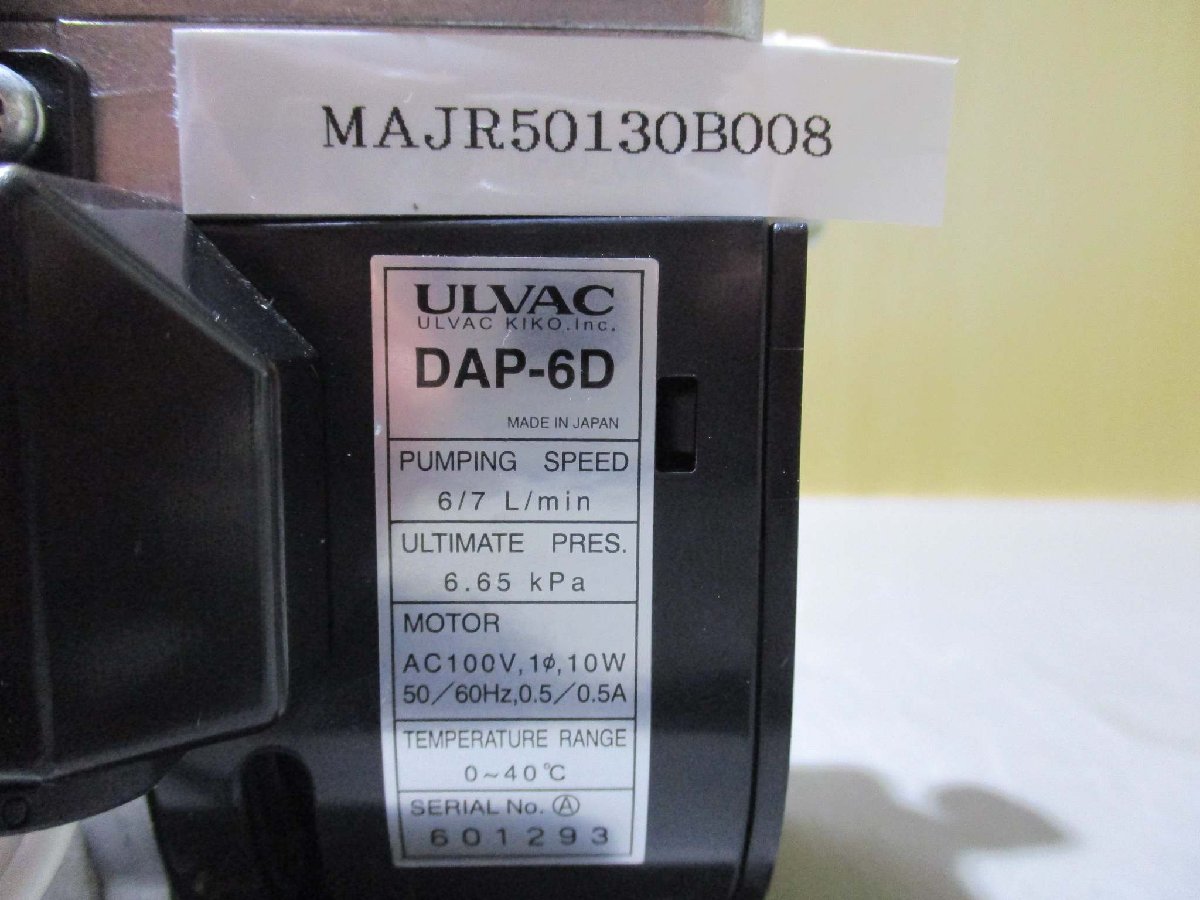 MAJR50130B008
ULVAC
ULVAC KIKO.Inc.
DAP-6D
MADE IN JAPAN
PUMPING SPEED
6/7 L/min
ULTIMATE PRES.
6.65 kPa
MOTOR
AC100V,1φ,10W
50/60Hz,0.5/0.5A
TEMPERATURE RANGE
0~40℃
SERIAL No. Ⓐ
601293